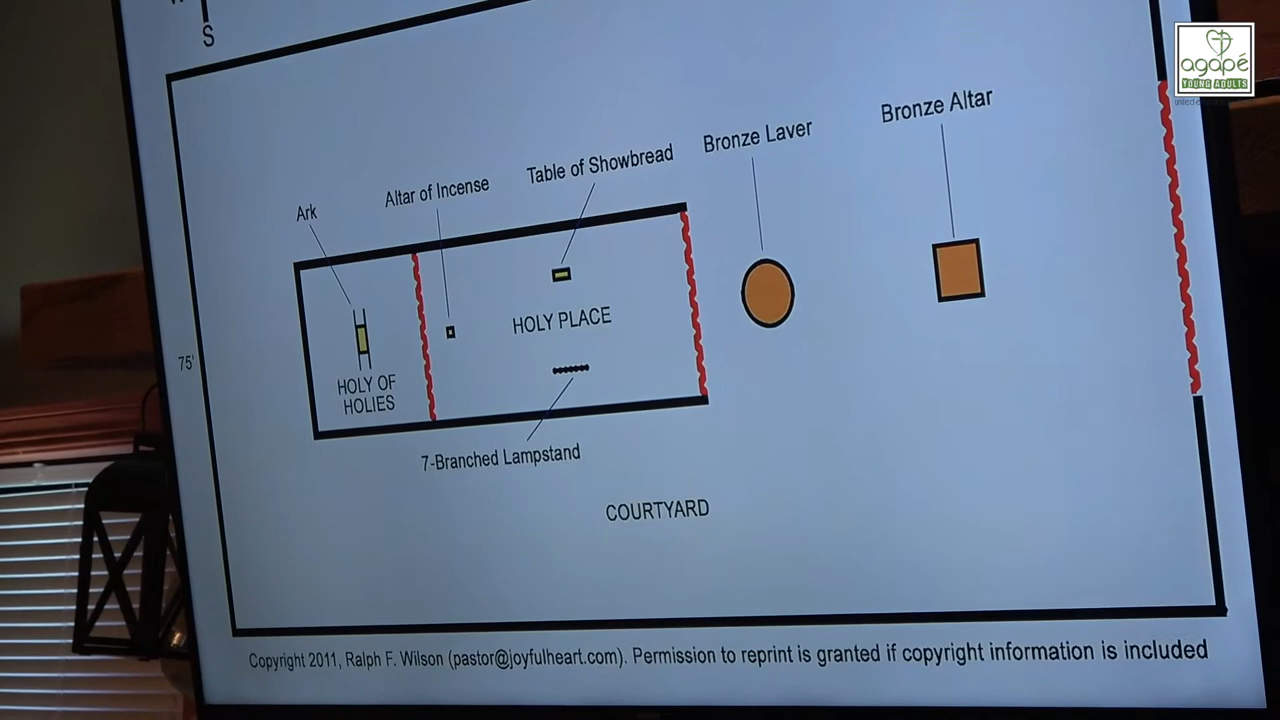 S
agapé
YOUNG ADULTS
Bronze Altar
Bronze Laver
Table of Showbread
Altar of Incense
Ark
HOLY PLACE
75'
HOLY OF
HOLIES
7-Branched Lampstand
COURTYARD
Copyright 2011, Ralph F. Wilson (pastor@joyfulheart.com). Permission to reprint is granted if copyright information is included